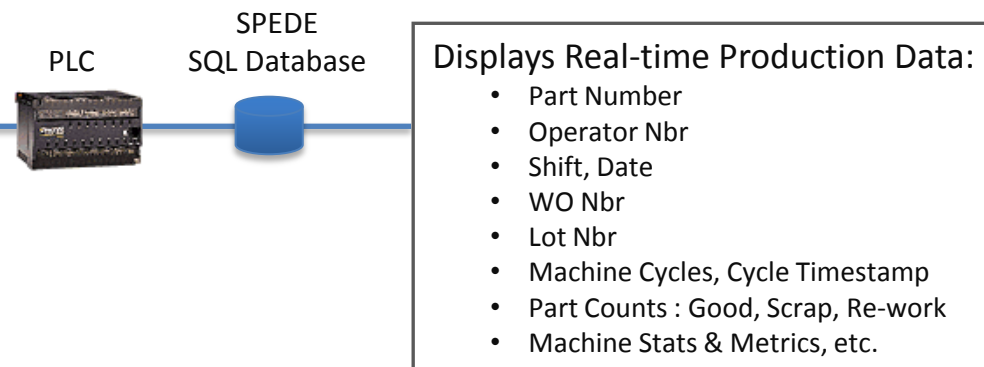 SPEDE
PLC
SQL Database
Displays Real-time Production Data:
• Part Number
• Operator Nbr
• Shift, Date
• WO Nbr
• Lot Nbr
• Machine Cycles, Cycle Timestamp
• Part Counts : Good, Scrap, Re-work
• Machine Stats & Metrics, etc.